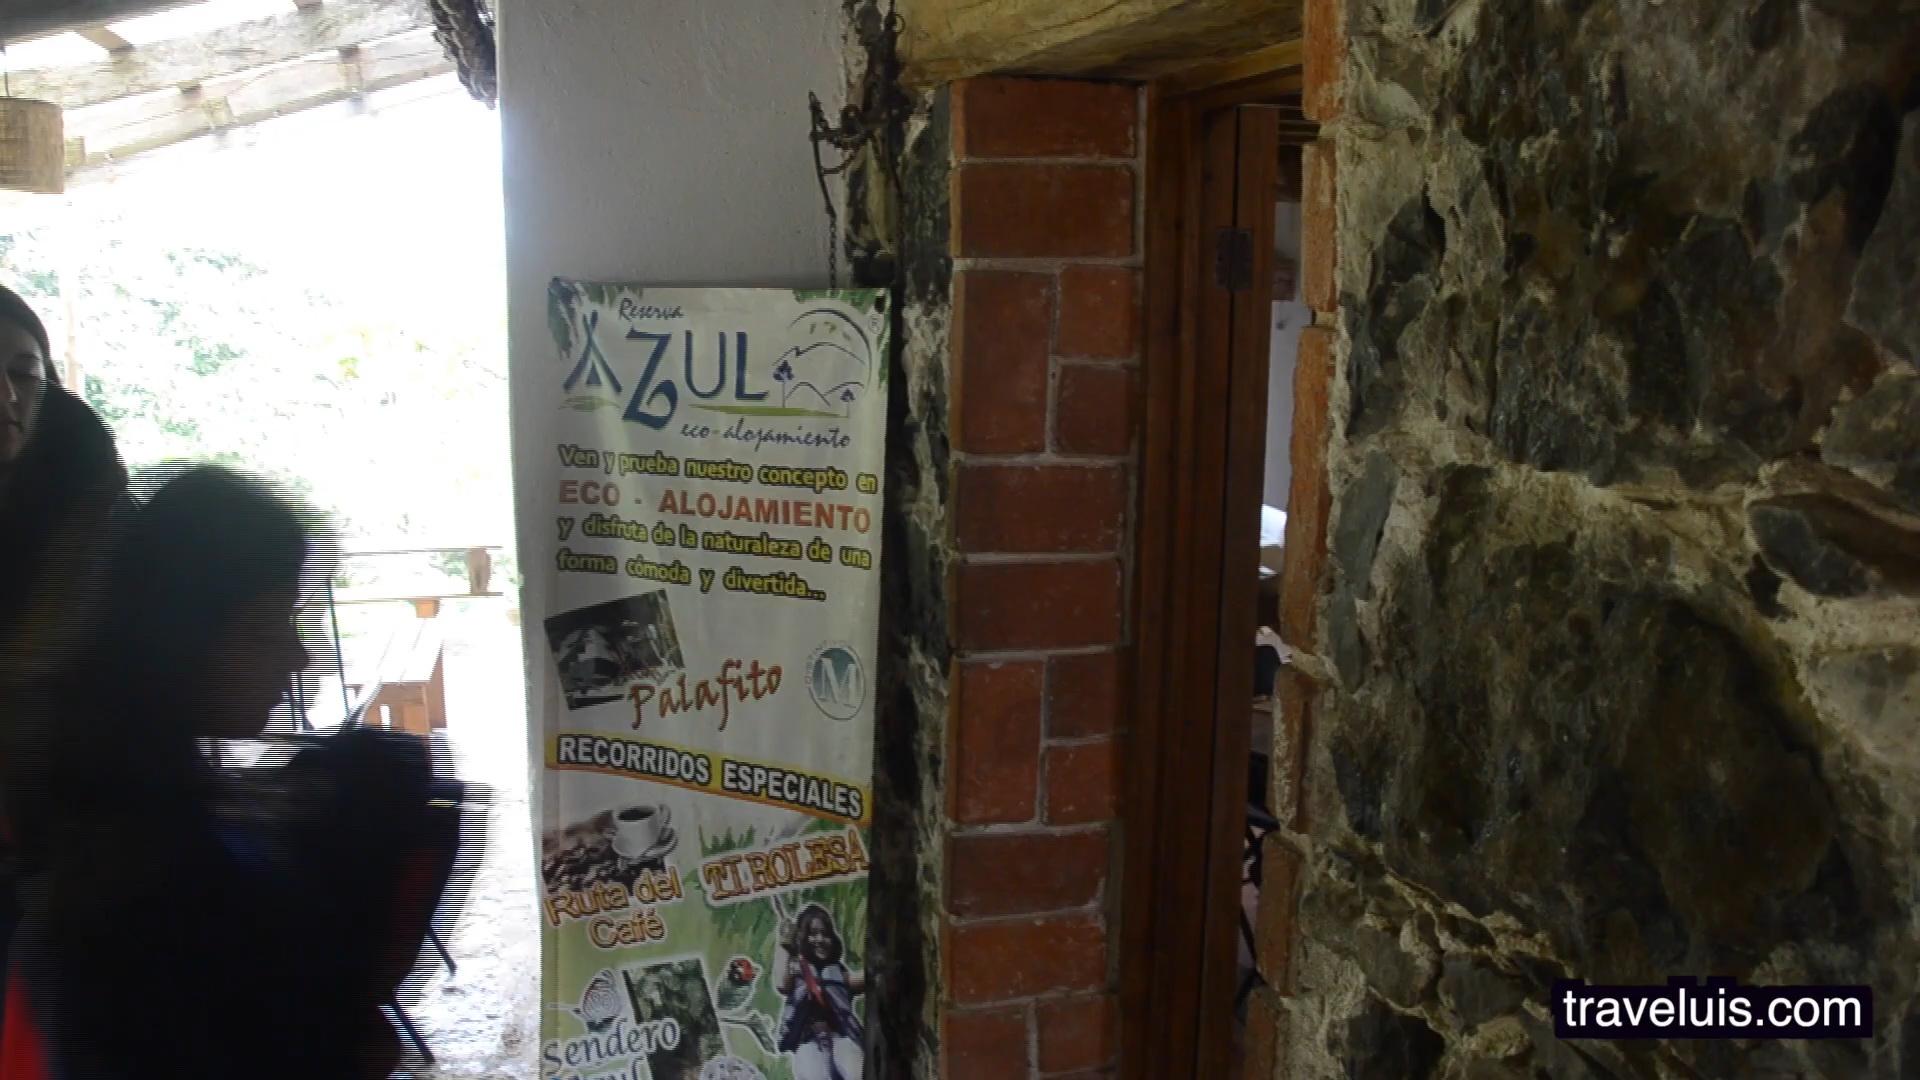 Reserva
AZUL
eco-alojamiento
Ven y prueba nuestro concepto en
ECO - ALOJAMIENTO
y disfruta de la naturaleza de una
forma cómoda y divertida...
Palafito
M
RECORRIDOS ESPECIALES
Ruta del
Café
TIROLESA
Sendero
traveluis.com